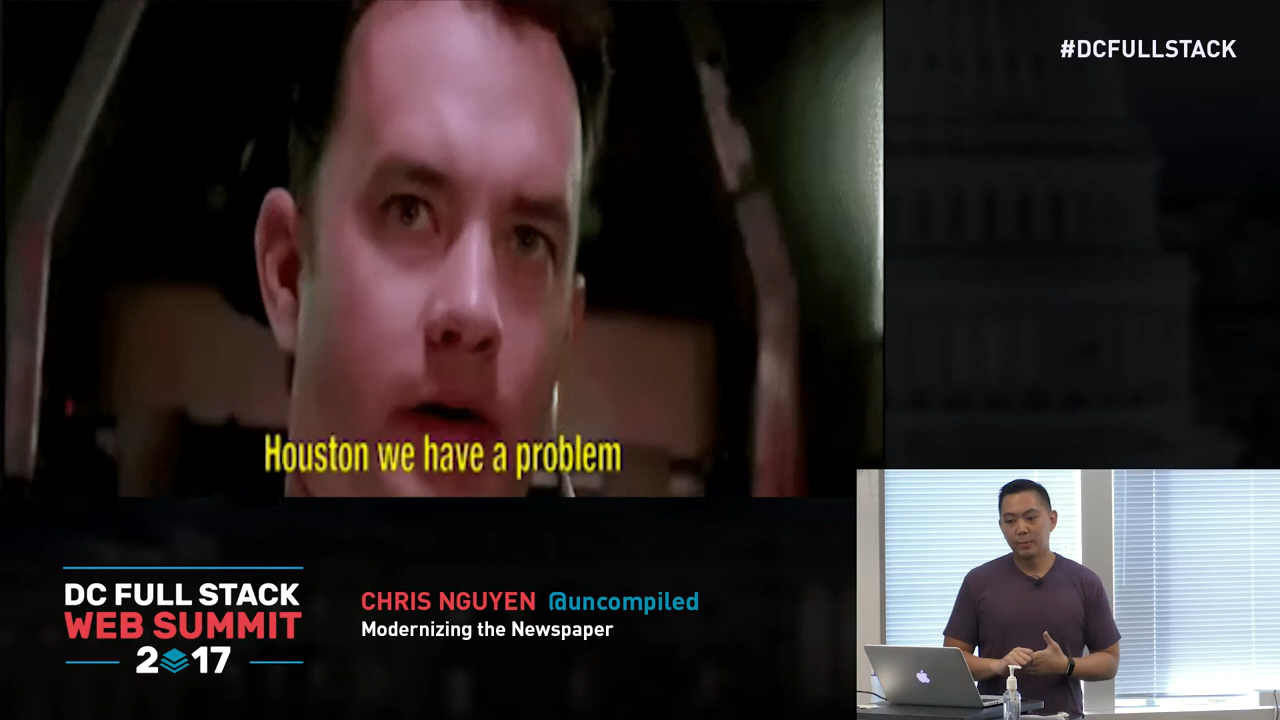 #DCFULLSTACK
Houston we have a problem
DC FULL STACK
WEB SUMMIT
2017
CHRIS NGUYEN @uncompiled
Modernizing the Newspaper